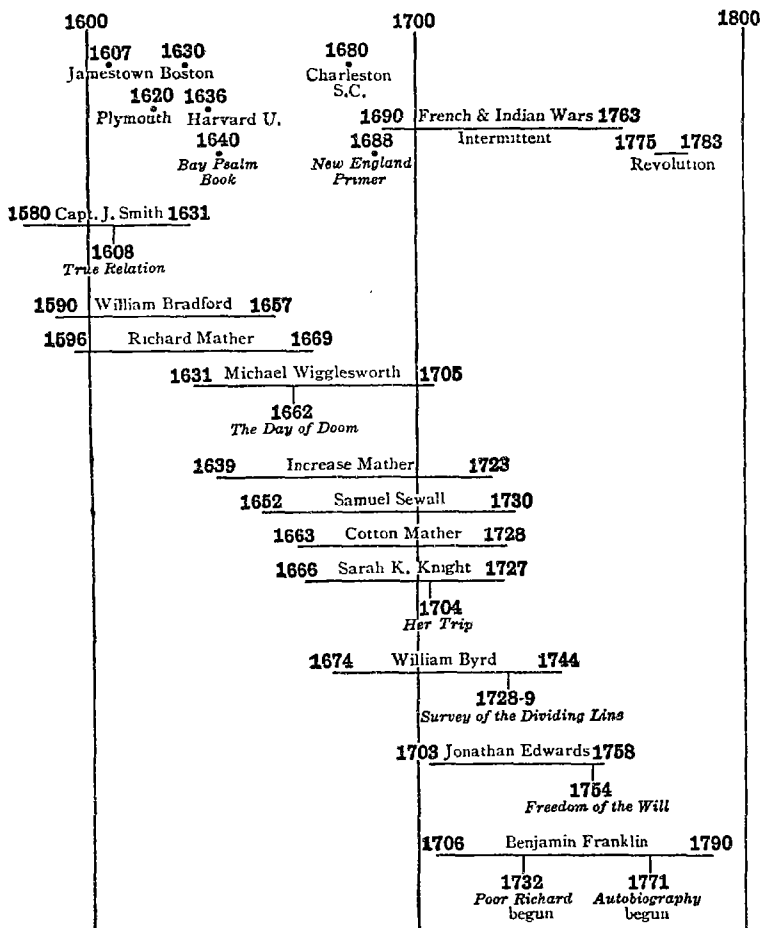 1600 1700 1800
1607 1630 1680
Jamestown Boston Charleston
S.C.
1620 1636
Plymouth Harvard U.
1690 French & Indian Wars 1763
Intermittent
1640 1688 1775 1783
Bay Psalm New England Revolution
Book Primer
1580 Capt. J. Smith 1631
1608
True Relation
1590 William Bradford 1657
1596 Richard Mather 1669
1631 Michael Wigglesworth 1705
1662
The Day of Doom
1639 Increase Mather 1723
1652 Samuel Sewall 1730
1663 Cotton Mather 1728
1666 Sarah K. Knight 1727
1704
Her Trip
1674 William Byrd 1744
1728-9
Survey of the Dividing Line
1703 Jonathan Edwards 1758
1754
Freedom of the Will
1706 Benjamin Franklin 1790
1732 1771
Poor Richard Autobiography
begun begun